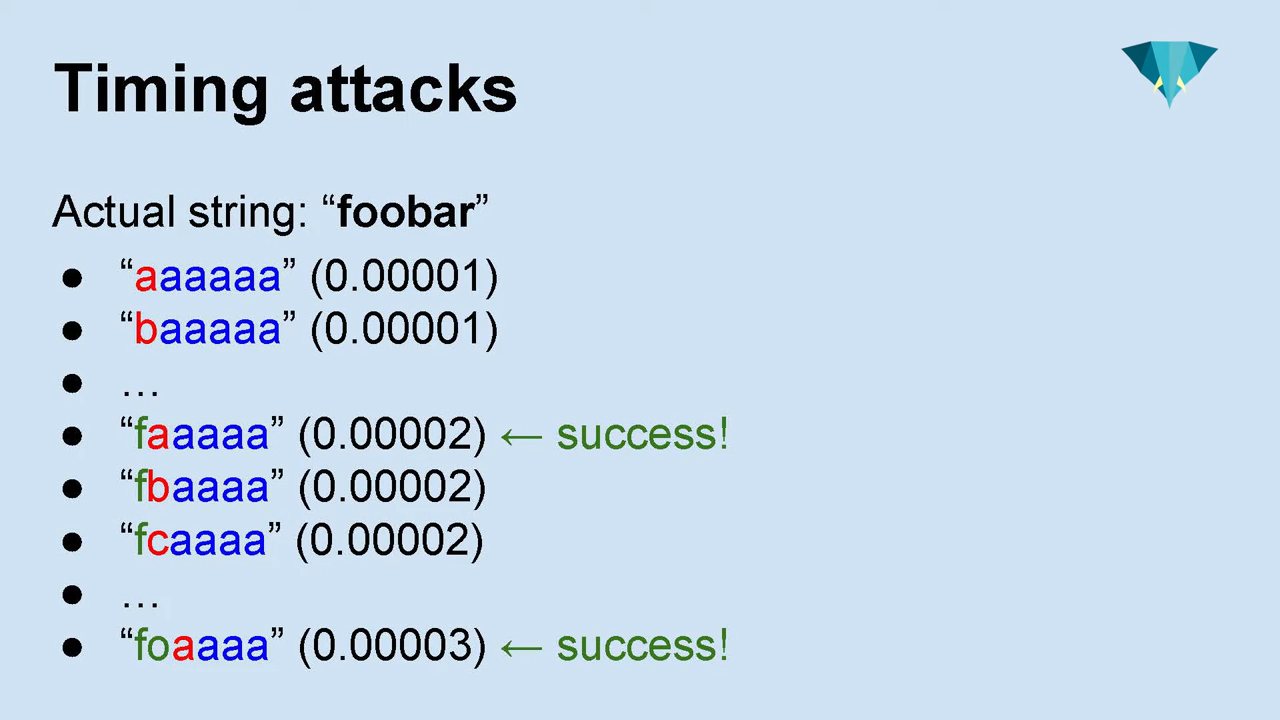 Timing attacks
Actual string: “foobar”
● “aaaaaa” (0.00001)
● “baaaaa” (0.00001)
● …
● “faaaaa” (0.00002) ← success!
● “fbaaaa” (0.00002)
● “fcaaaa” (0.00002)
● …
● “foaaaa” (0.00003) ← success!